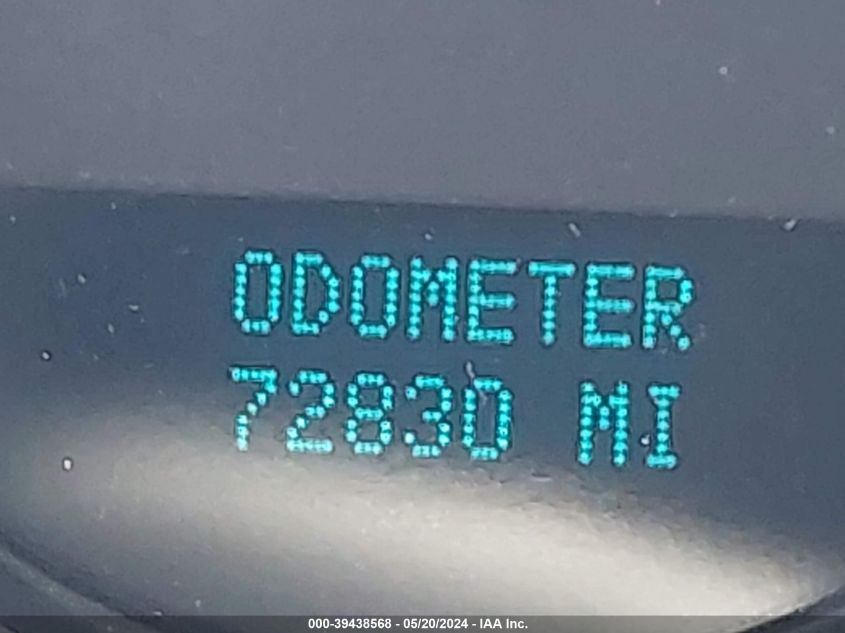 ODOMETER
72830 MI
000-39438568 - 05/20/2024 - IAA Inc.